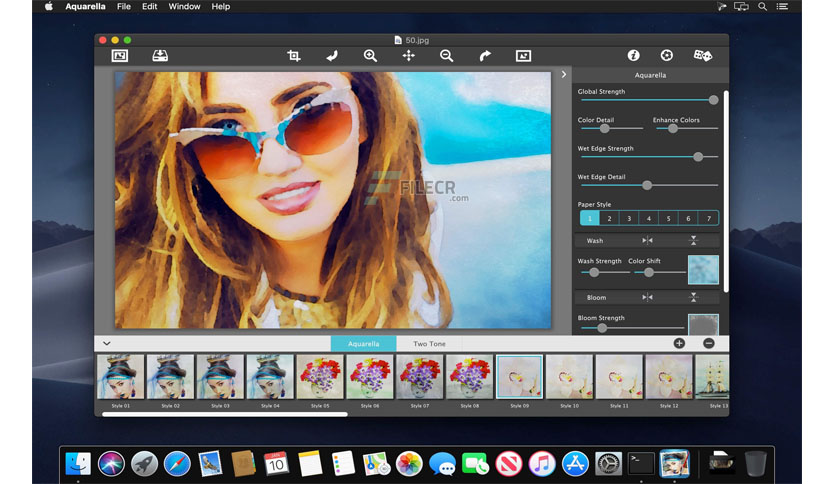 Aquarella File Edit Window Help
50.jpg
Aquarella
Global Strength
Color Detail Enhance Colors
Wet Edge Strength
Wet Edge Detail
Paper Style
1 2 3 4 5 6 7
Wash
Wash Strength Color Shift
Bloom
Bloom Strength
FILECR
.com
Aquarella Two Tone
Style 01 Style 02 Style 03 Style 04 Style 05 Style 06 Style 07 Style 08 Style 09 Style 10 Style 11 Style 12 Style 13
10